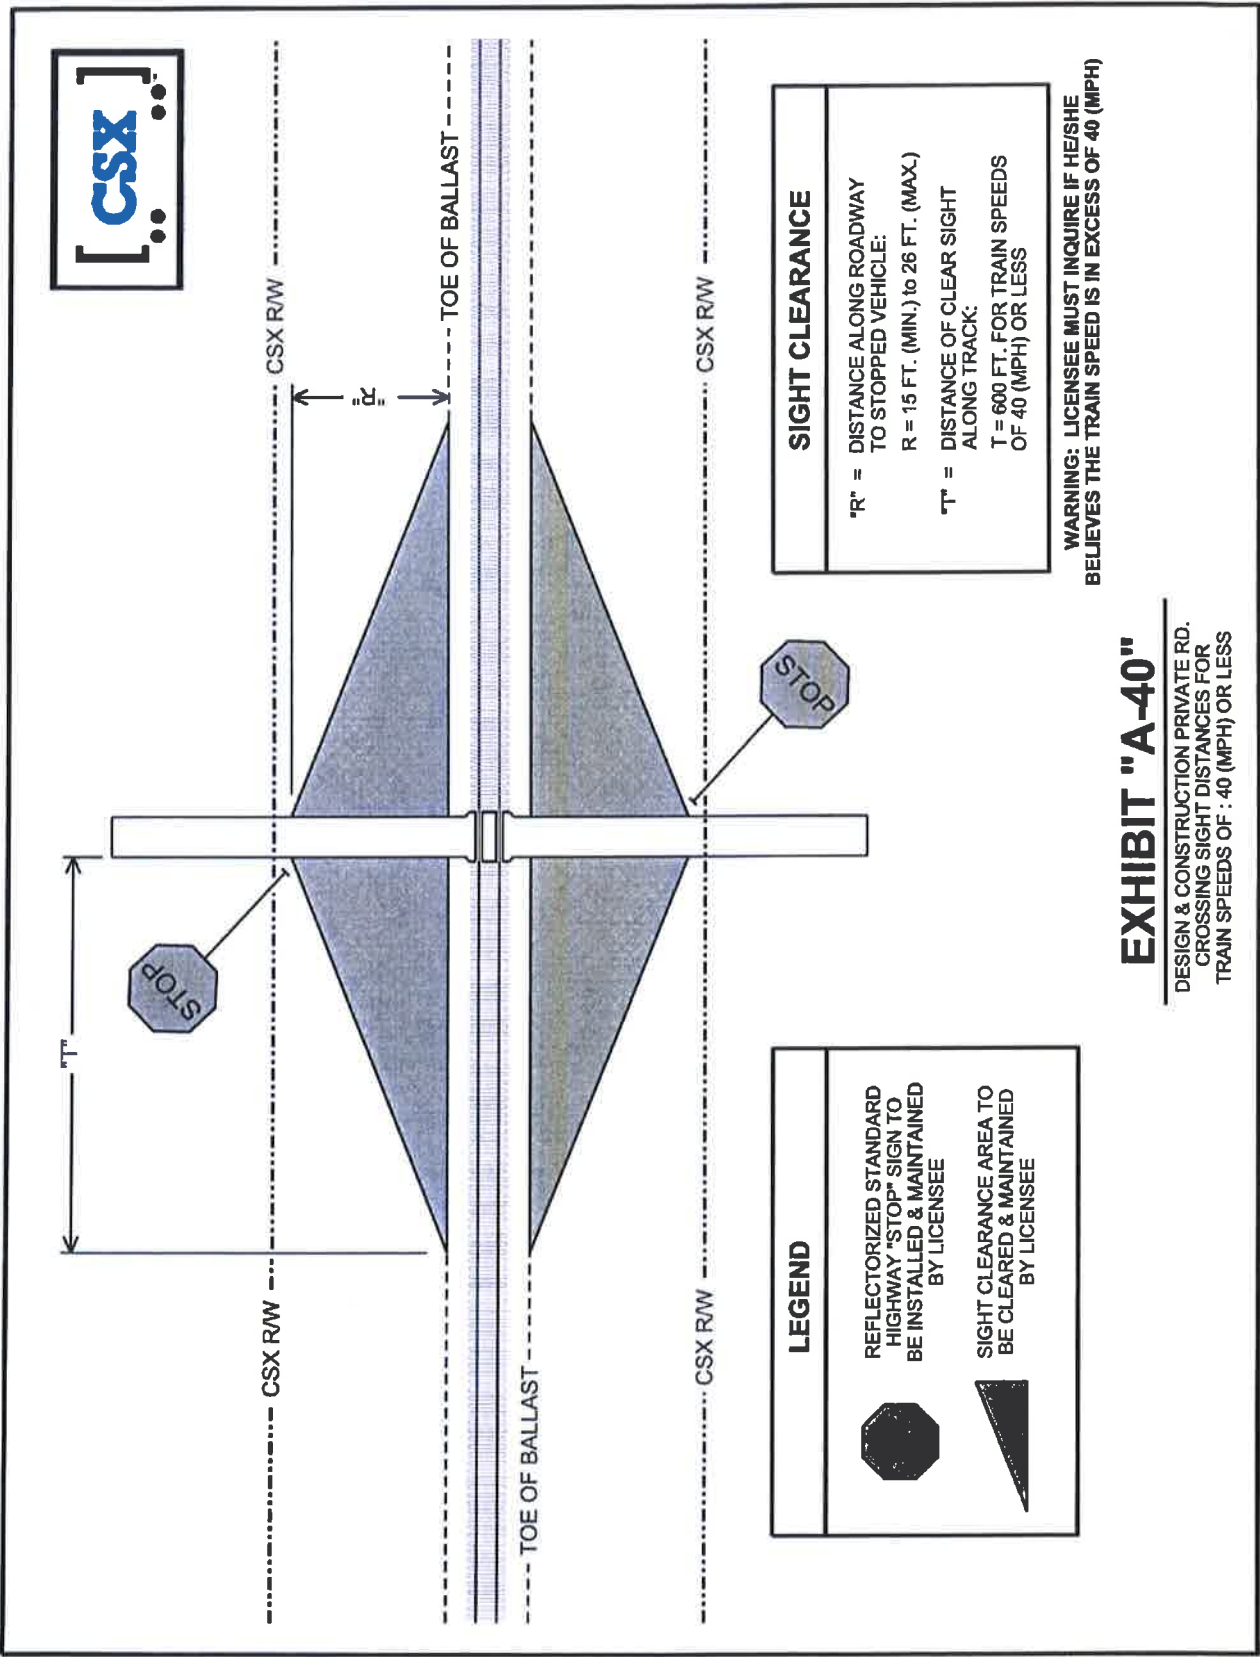 [ CSX ]
"T"
STOP
CSX R/W
CSX R/W
"R"
TOE OF BALLAST
TOE OF BALLAST
CSX R/W
CSX R/W
STOP
LEGEND
REFLECTORIZED STANDARD
HIGHWAY "STOP" SIGN TO
BE INSTALLED & MAINTAINED
BY LICENSEE
SIGHT CLEARANCE AREA TO
BE CLEARED & MAINTAINED
BY LICENSEE
SIGHT CLEARANCE
"R" = DISTANCE ALONG ROADWAY
TO STOPPED VEHICLE:
R = 15 FT. (MIN.) to 26 FT. (MAX.)
"T" = DISTANCE OF CLEAR SIGHT
ALONG TRACK:
T = 600 FT. FOR TRAIN SPEEDS
OF 40 (MPH) OR LESS
WARNING: LICENSEE MUST INQUIRE IF HE/SHE
BELIEVES THE TRAIN SPEED IS IN EXCESS OF 40 (MPH)
EXHIBIT "A-40"
DESIGN & CONSTRUCTION PRIVATE RD.
CROSSING SIGHT DISTANCES FOR
TRAIN SPEEDS OF : 40 (MPH) OR LESS